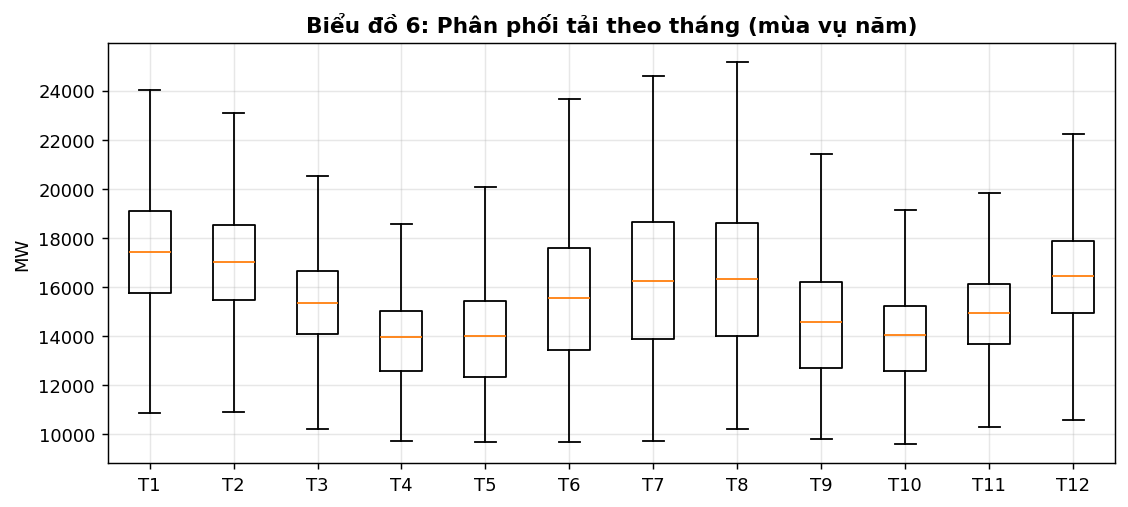 Biểu đồ 6: Phân phối tải theo tháng (mùa vụ năm)
MW
24000
22000
20000
18000
16000
14000
12000
10000
T1 T2 T3 T4 T5 T6 T7 T8 T9 T10 T11 T12